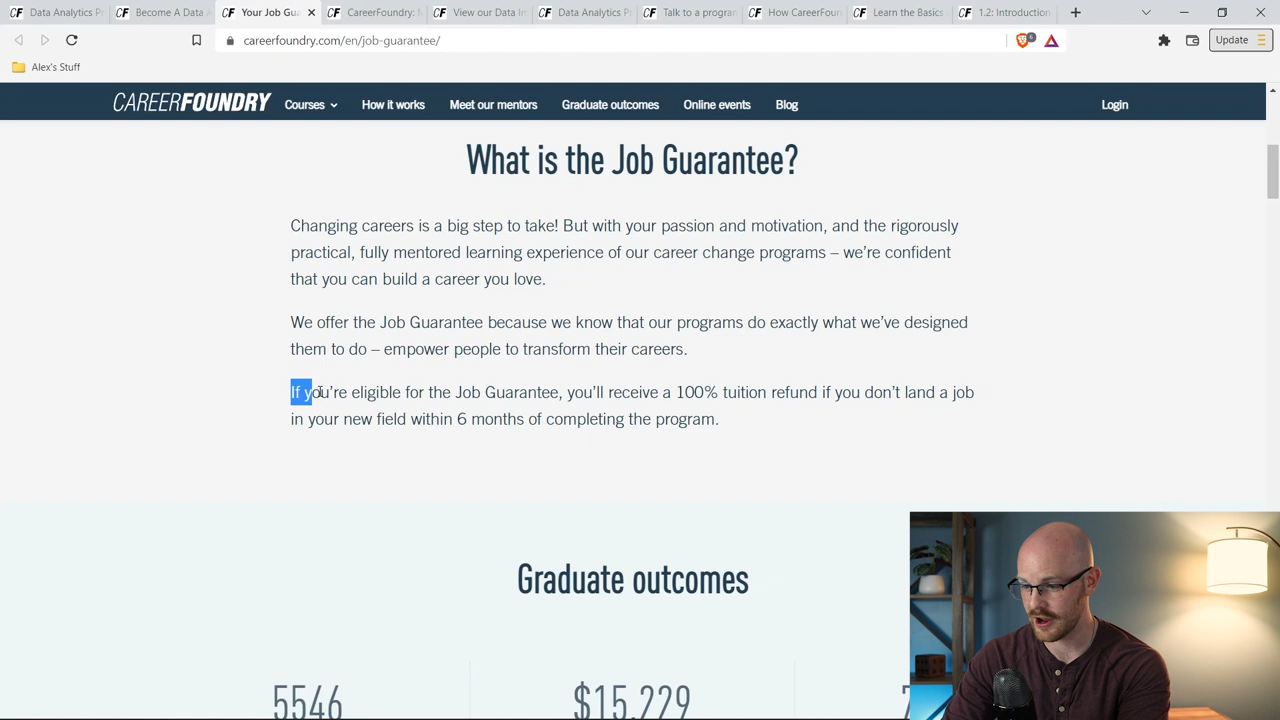 Data Analytics Pr
Become A Data A
Your Job Gua
CareerFoundry: M
View our Data Im
Data Analytics Pr
Talk to a program
How CareerFoun
Learn the Basics
1.2: Introduction
careerfoundry.com/en/job-guarantee/
6
Update
Alex's Stuff
CAREERFOUNDRY
Courses
How it works
Meet our mentors
Graduate outcomes
Online events
Blog
Login
What is the Job Guarantee?
Changing careers is a big step to take! But with your passion and motivation, and the rigorously
practical, fully mentored learning experience of our career change programs – we're confident
that you can build a career you love.
We offer the Job Guarantee because we know that our programs do exactly what we've designed
them to do – empower people to transform their careers.
If you're eligible for the Job Guarantee, you'll receive a 100% tuition refund if you don't land a job
in your new field within 6 months of completing the program.
Graduate outcomes
5546
$15,229